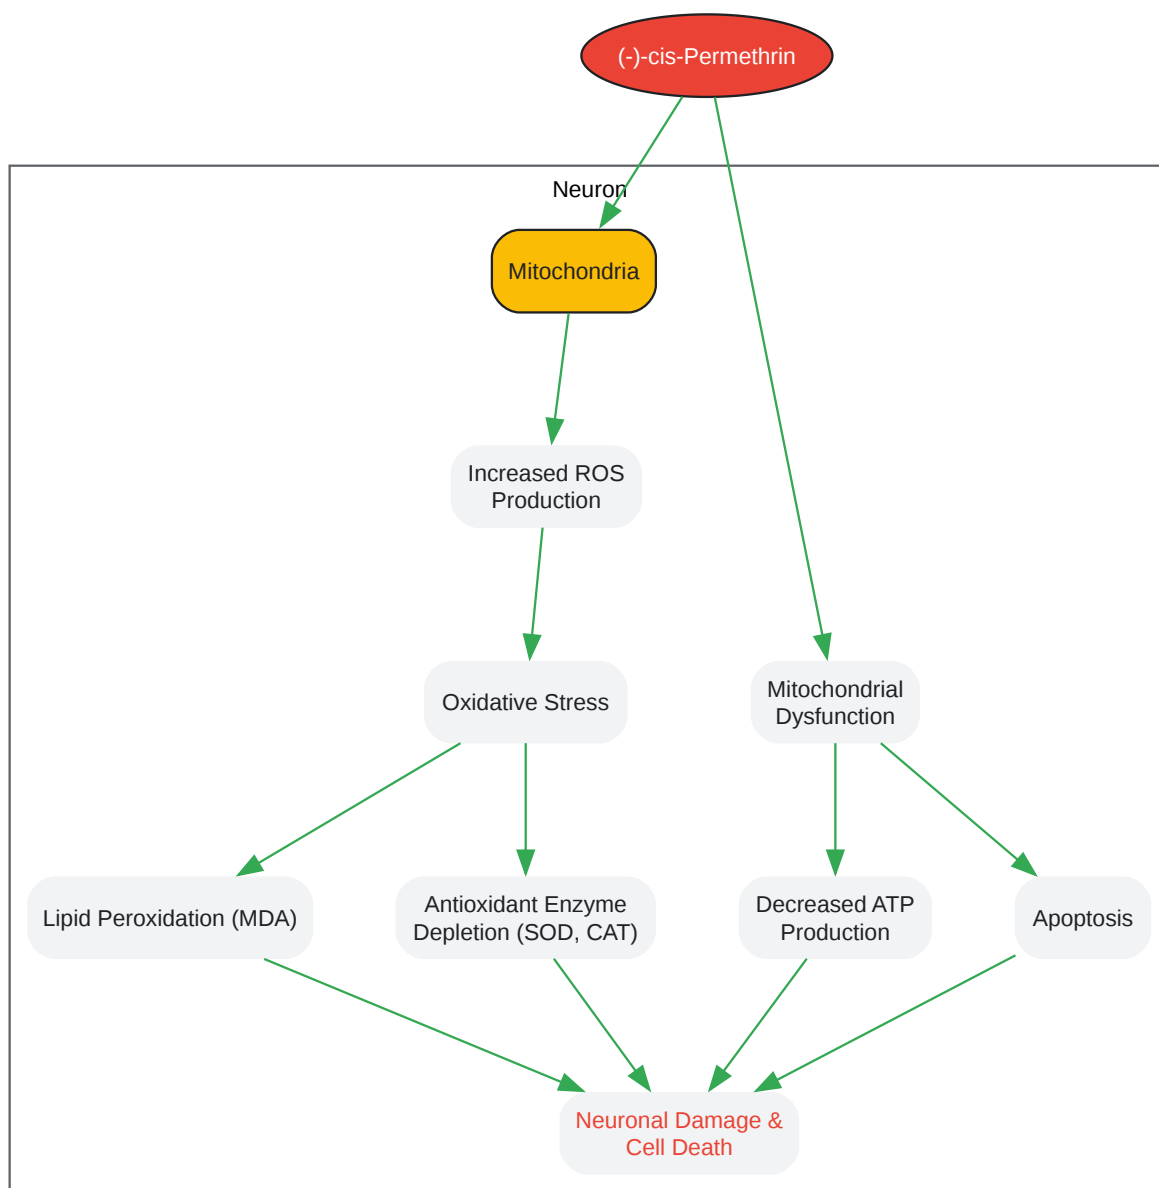 (-)-cis-Permethrin
Neuron
Mitochondria
Increased ROS
Production
Oxidative Stress
Mitochondrial
Dysfunction
Lipid Peroxidation (MDA)
Antioxidant Enzyme
Depletion (SOD, CAT)
Decreased ATP
Production
Apoptosis
Neuronal Damage &
Cell Death